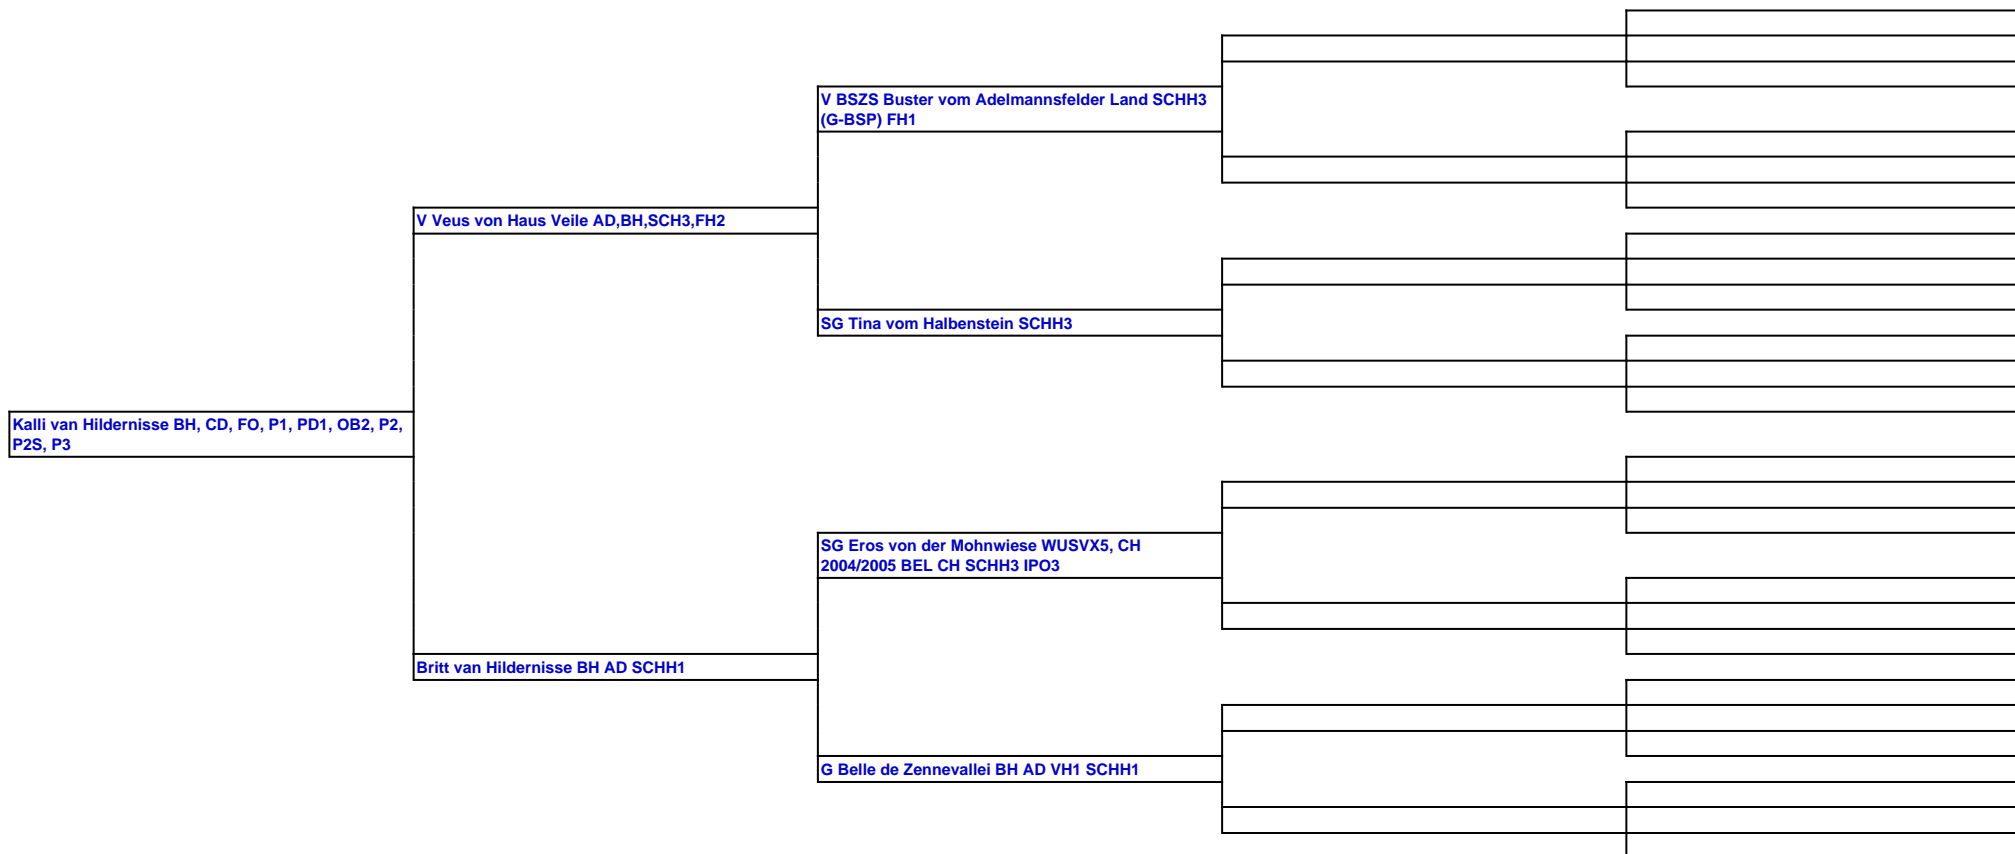 V BSZS Buster vom Adelmannsfelder Land SCHH3
(G-BSP) FH1
V Veus von Haus Veile AD,BH,SCH3,FH2
SG Tina vom Halbenstein SCHH3
Kalli van Hildernisse BH, CD, FO, P1, PD1, OB2, P2,
P2S, P3
SG Eros von der Mohnwiese WUSVX5, CH
2004/2005 BEL CH SCHH3 IPO3
Britt van Hildernisse BH AD SCHH1
G Belle de Zennevallei BH AD VH1 SCHH1